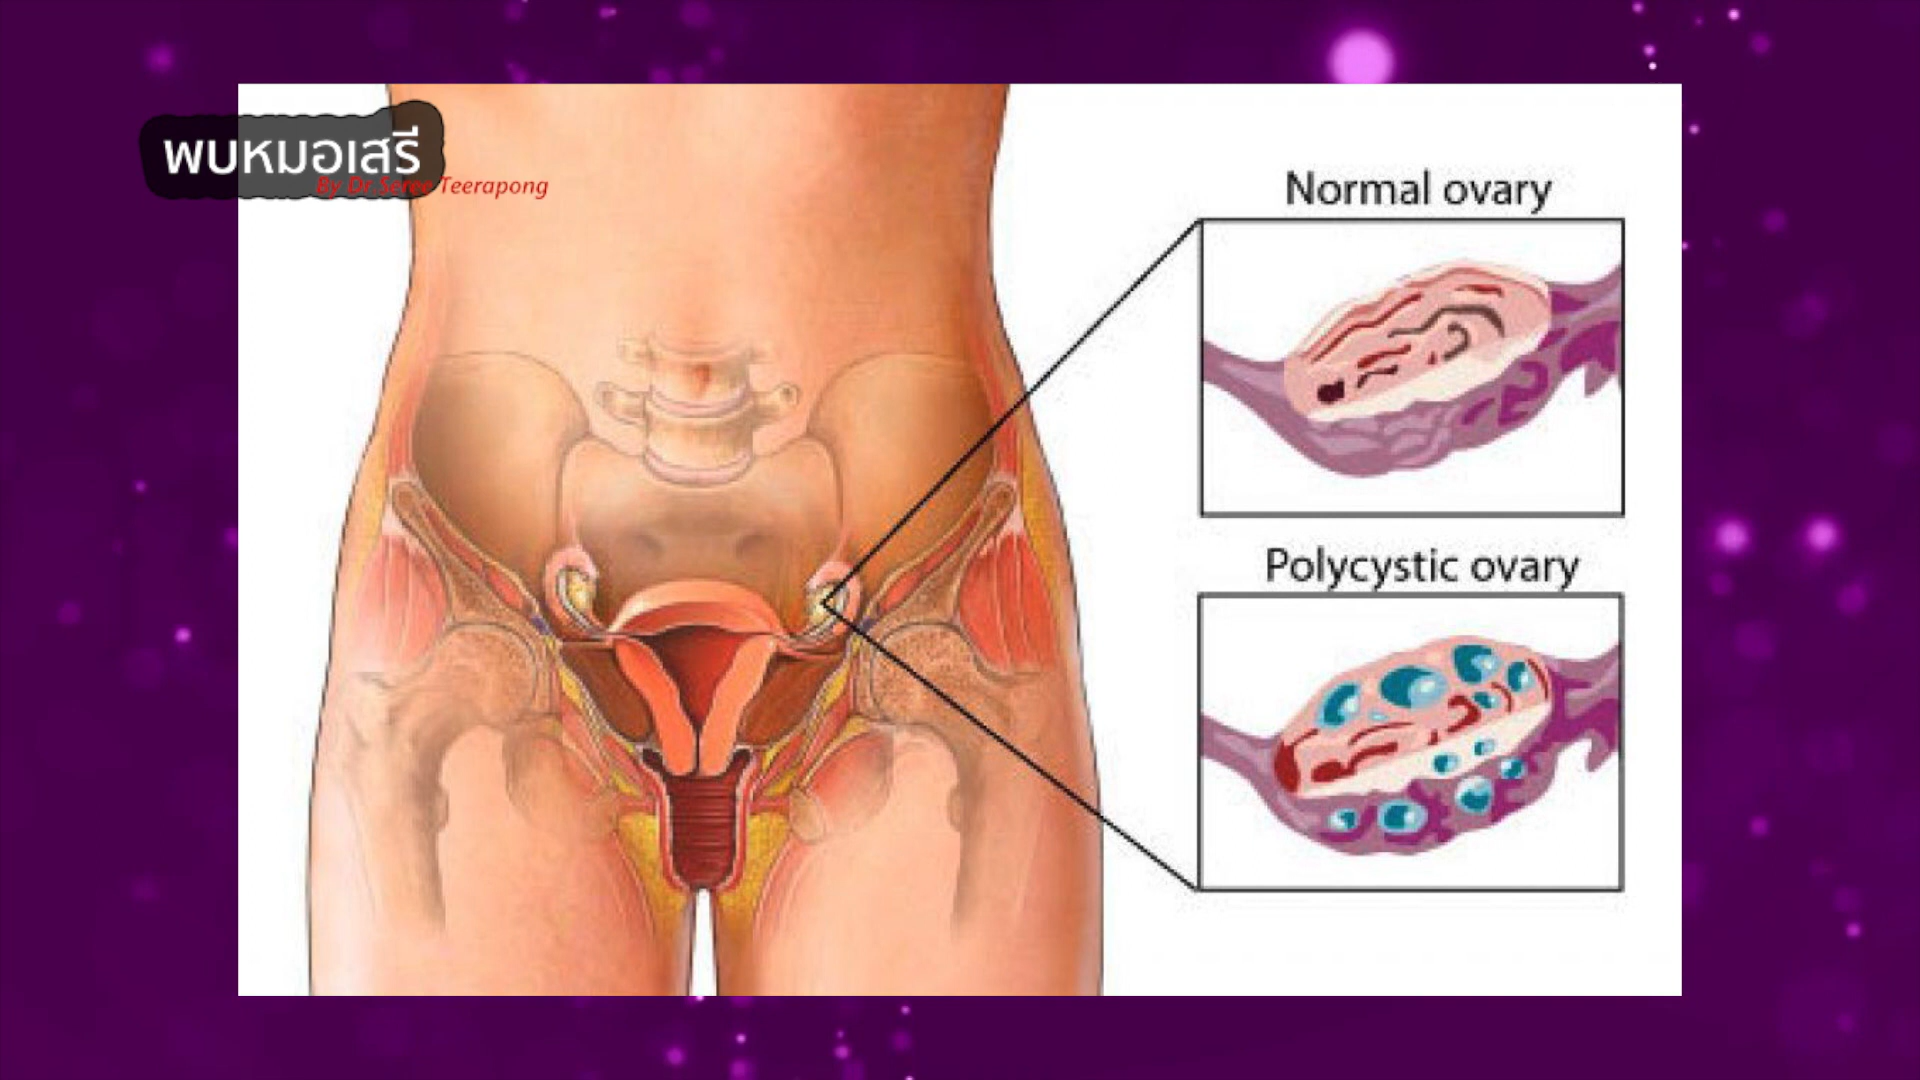 พบหมอเสรี
By Dr.Seree Teerapong
Normal ovary
Polycystic ovary